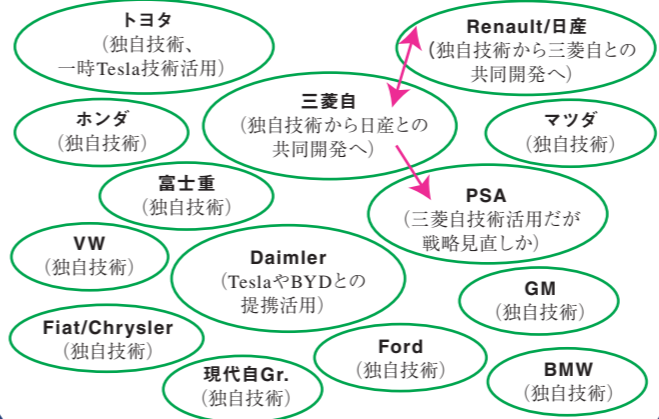 トヨタ
(独自技術、
一時Tesla技術活用)
Renault/日産
(独自技術から三菱自との
共同開発へ)
三菱自
(独自技術から日産との
共同開発へ)
ホンダ
(独自技術)
マツダ
(独自技術)
富士重
(独自技術)
PSA
(三菱自技術活用だが
戦略見直しか)
VW
(独自技術)
Daimler
(TeslaやBYDとの
提携活用)
GM
(独自技術)
Fiat/Chrysler
(独自技術)
Ford
(独自技術)
現代自Gr.
(独自技術)
BMW
(独自技術)